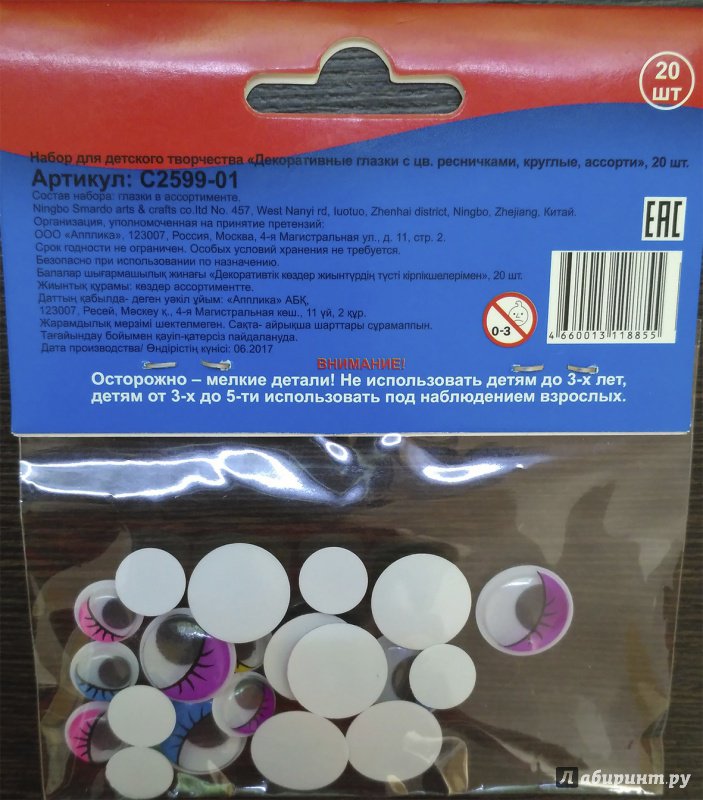 20
шт
Набор для детского творчества «Декоративные глазки с цв. ресничками, круглые, ассорти», 20 шт.
Артикул: С2599-01
Состав набора: глазки в ассортименте.
Ningbo Smardo arts & crafts co.ltd No. 457, West Nanyi rd, luotuo, Zhenhai district, Ningbo, Zhejiang. Китай.
Организация, уполномоченная на принятие претензий:
ООО «Апплика», 123007, Россия, Москва, 4-я Магистральная ул., д. 11, стр. 2.
Срок годности не ограничен. Особых условий хранения не требуется.
Безопасно при использовании по назначению.
Балалар шығармашылық жинағы «Декоративтік көздер жиынтүрдің түсті кірпікшелерімен», 20 шт.
Жиынтық құрамы: көздер ассортиментте.
Даттың қабылда- деген уәкіл ұйым: «Апплика» АБҚ,
123007, Ресей, Мәскеу қ., 4-я Магистральная көш., 11 үй, 2 құр.
Жарамдылық мерзімі шектелмеген. Сақта- айрықша шарттары сұрамаппын.
Тағайындау бойымен қауіп-қатерсіз пайдалануда.
Дата производства/ Өндірістің күнісі: 06.2017
EAC
0-3
4660013118855
ВНИМАНИЕ!
Осторожно – мелкие детали! Не использовать детям до 3-х лет,
детям от 3-х до 5-ти использовать под наблюдением взрослых.
Лабиринт.ру